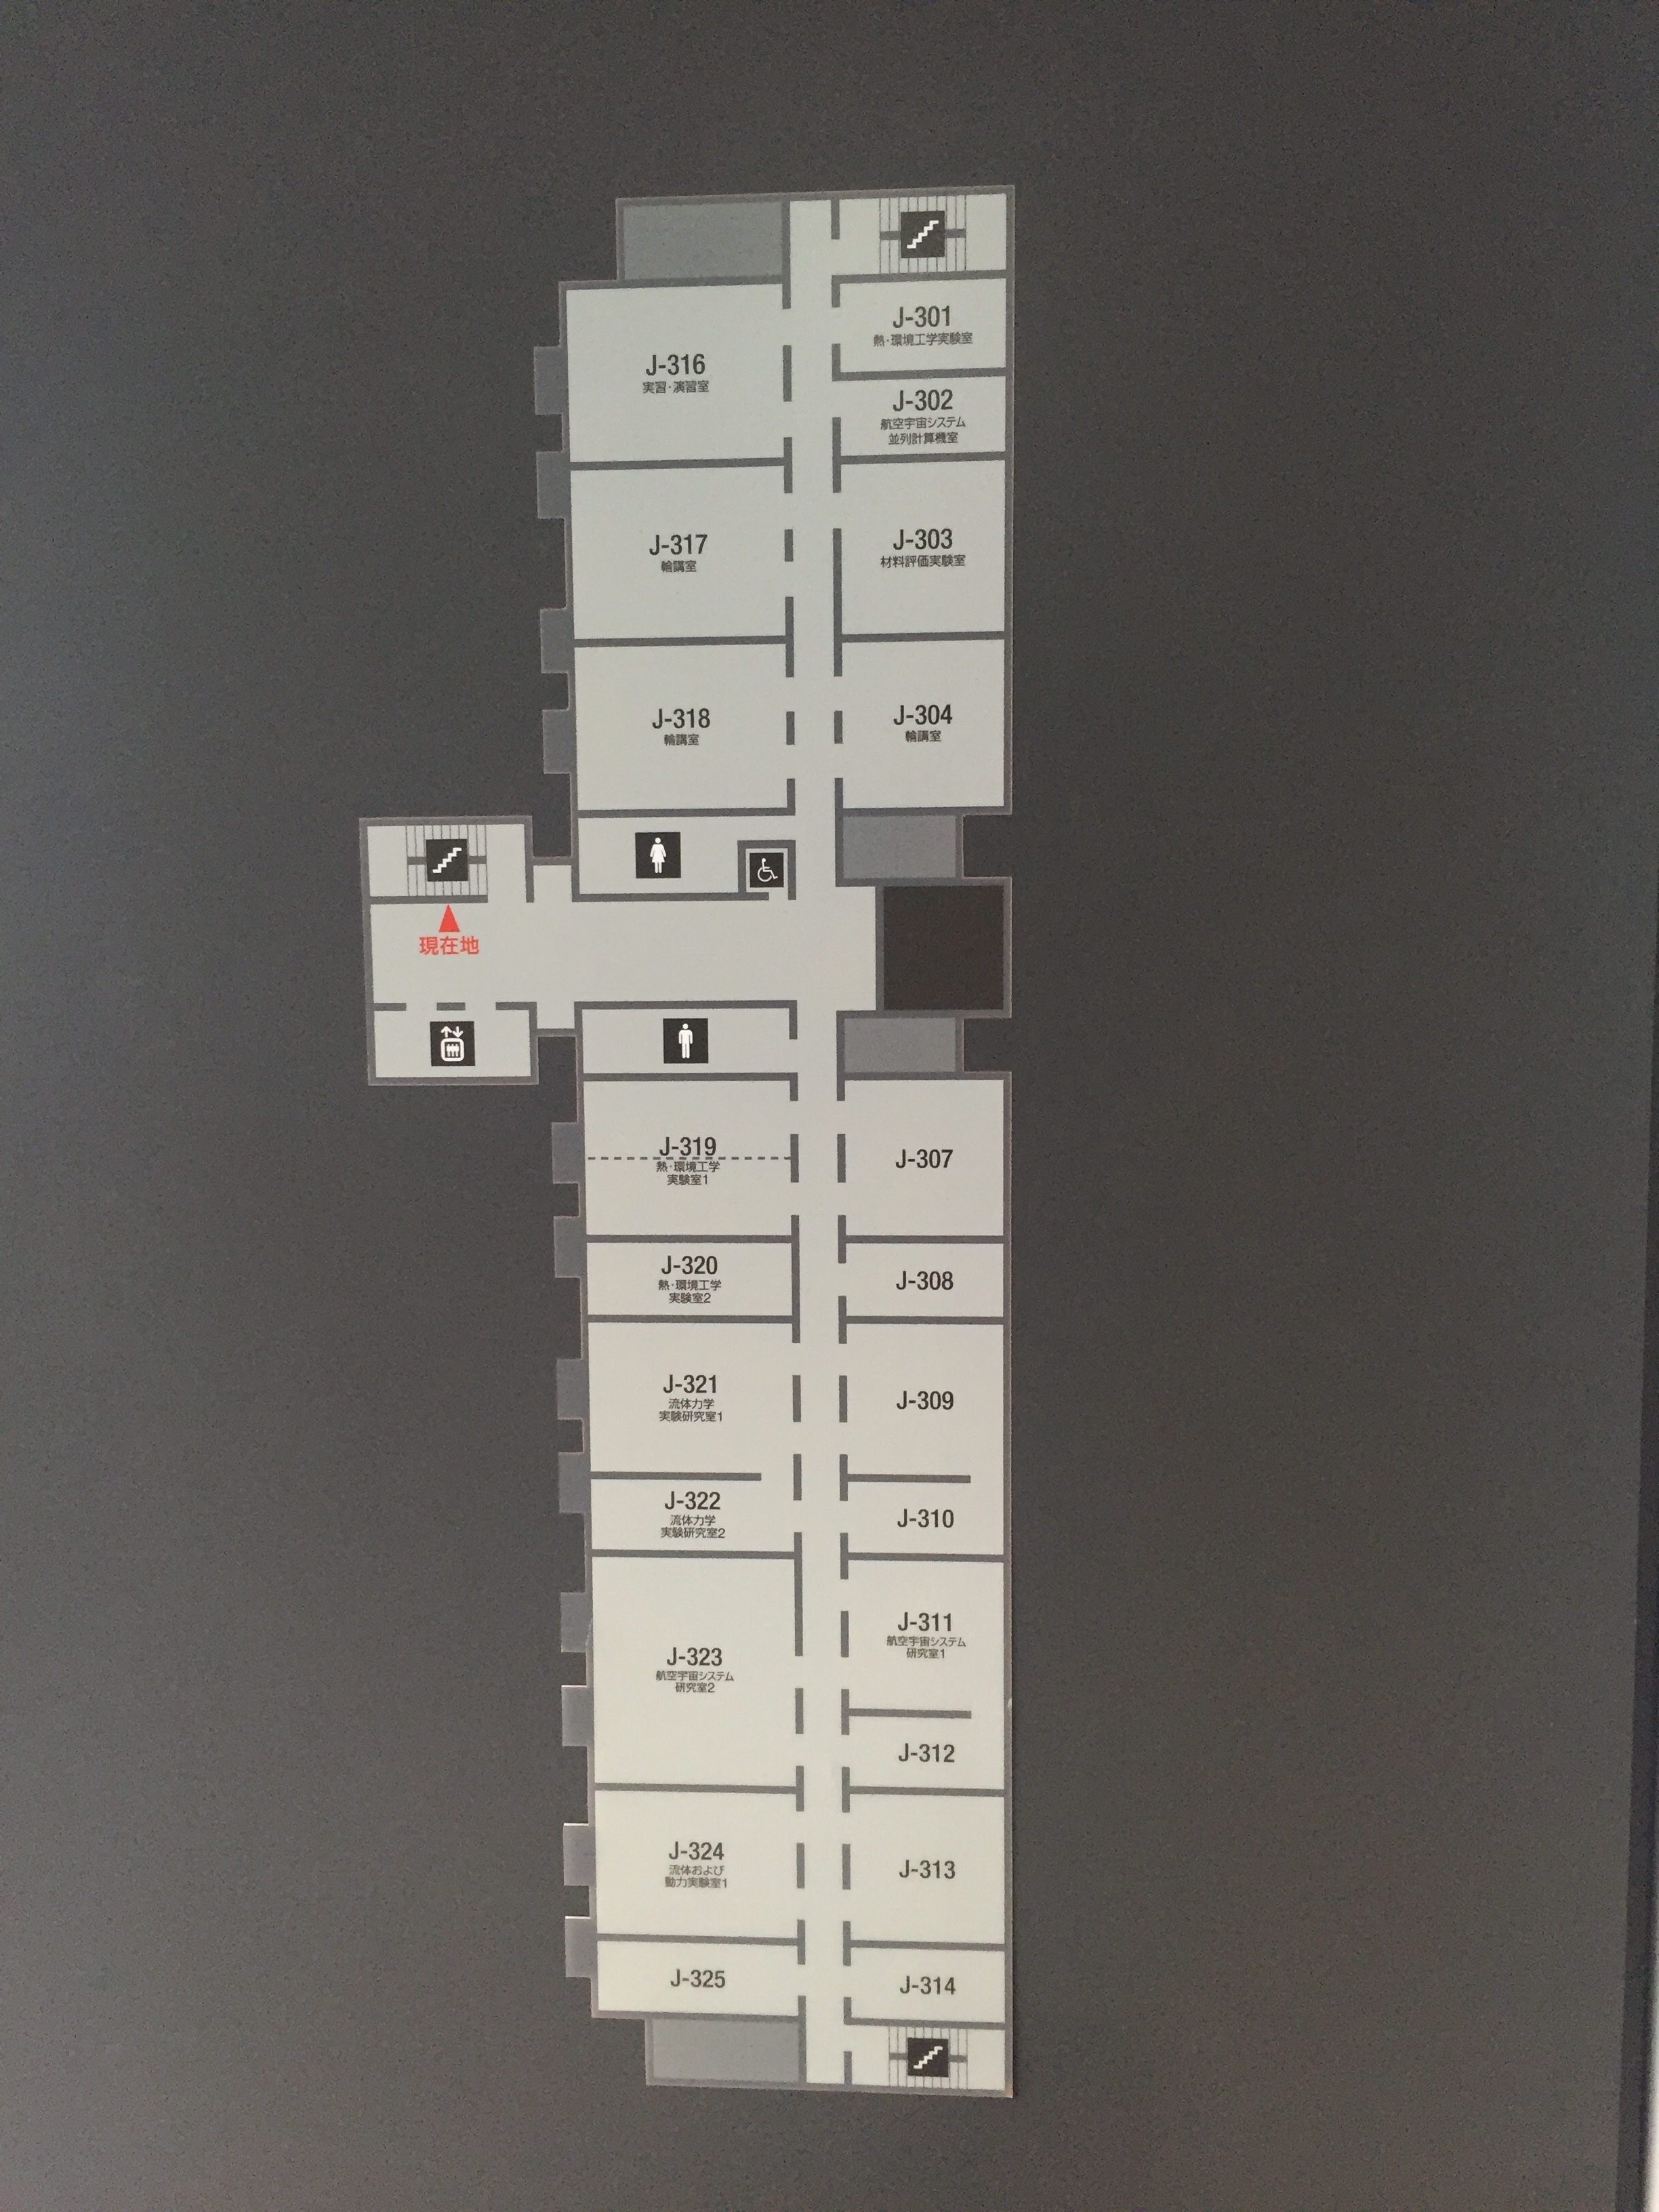 J-301
熱・環境工学実験室
J-316
実習・演習室
J-302
航空宇宙システム
並列計算機室
J-317
輪講室
J-303
材料評価実験室
J-318
輪講室
J-304
輪講室
現在地
J-319
熱・環境工学
実験室1
J-307
J-320
熱・環境工学
実験室2
J-308
J-321
流体力学
実験研究室1
J-309
J-322
流体力学
実験研究室2
J-310
J-311
航空宇宙システム
研究室1
J-323
航空宇宙システム
研究室2
J-312
J-324
流体および
動力実験室1
J-313
J-325
J-314